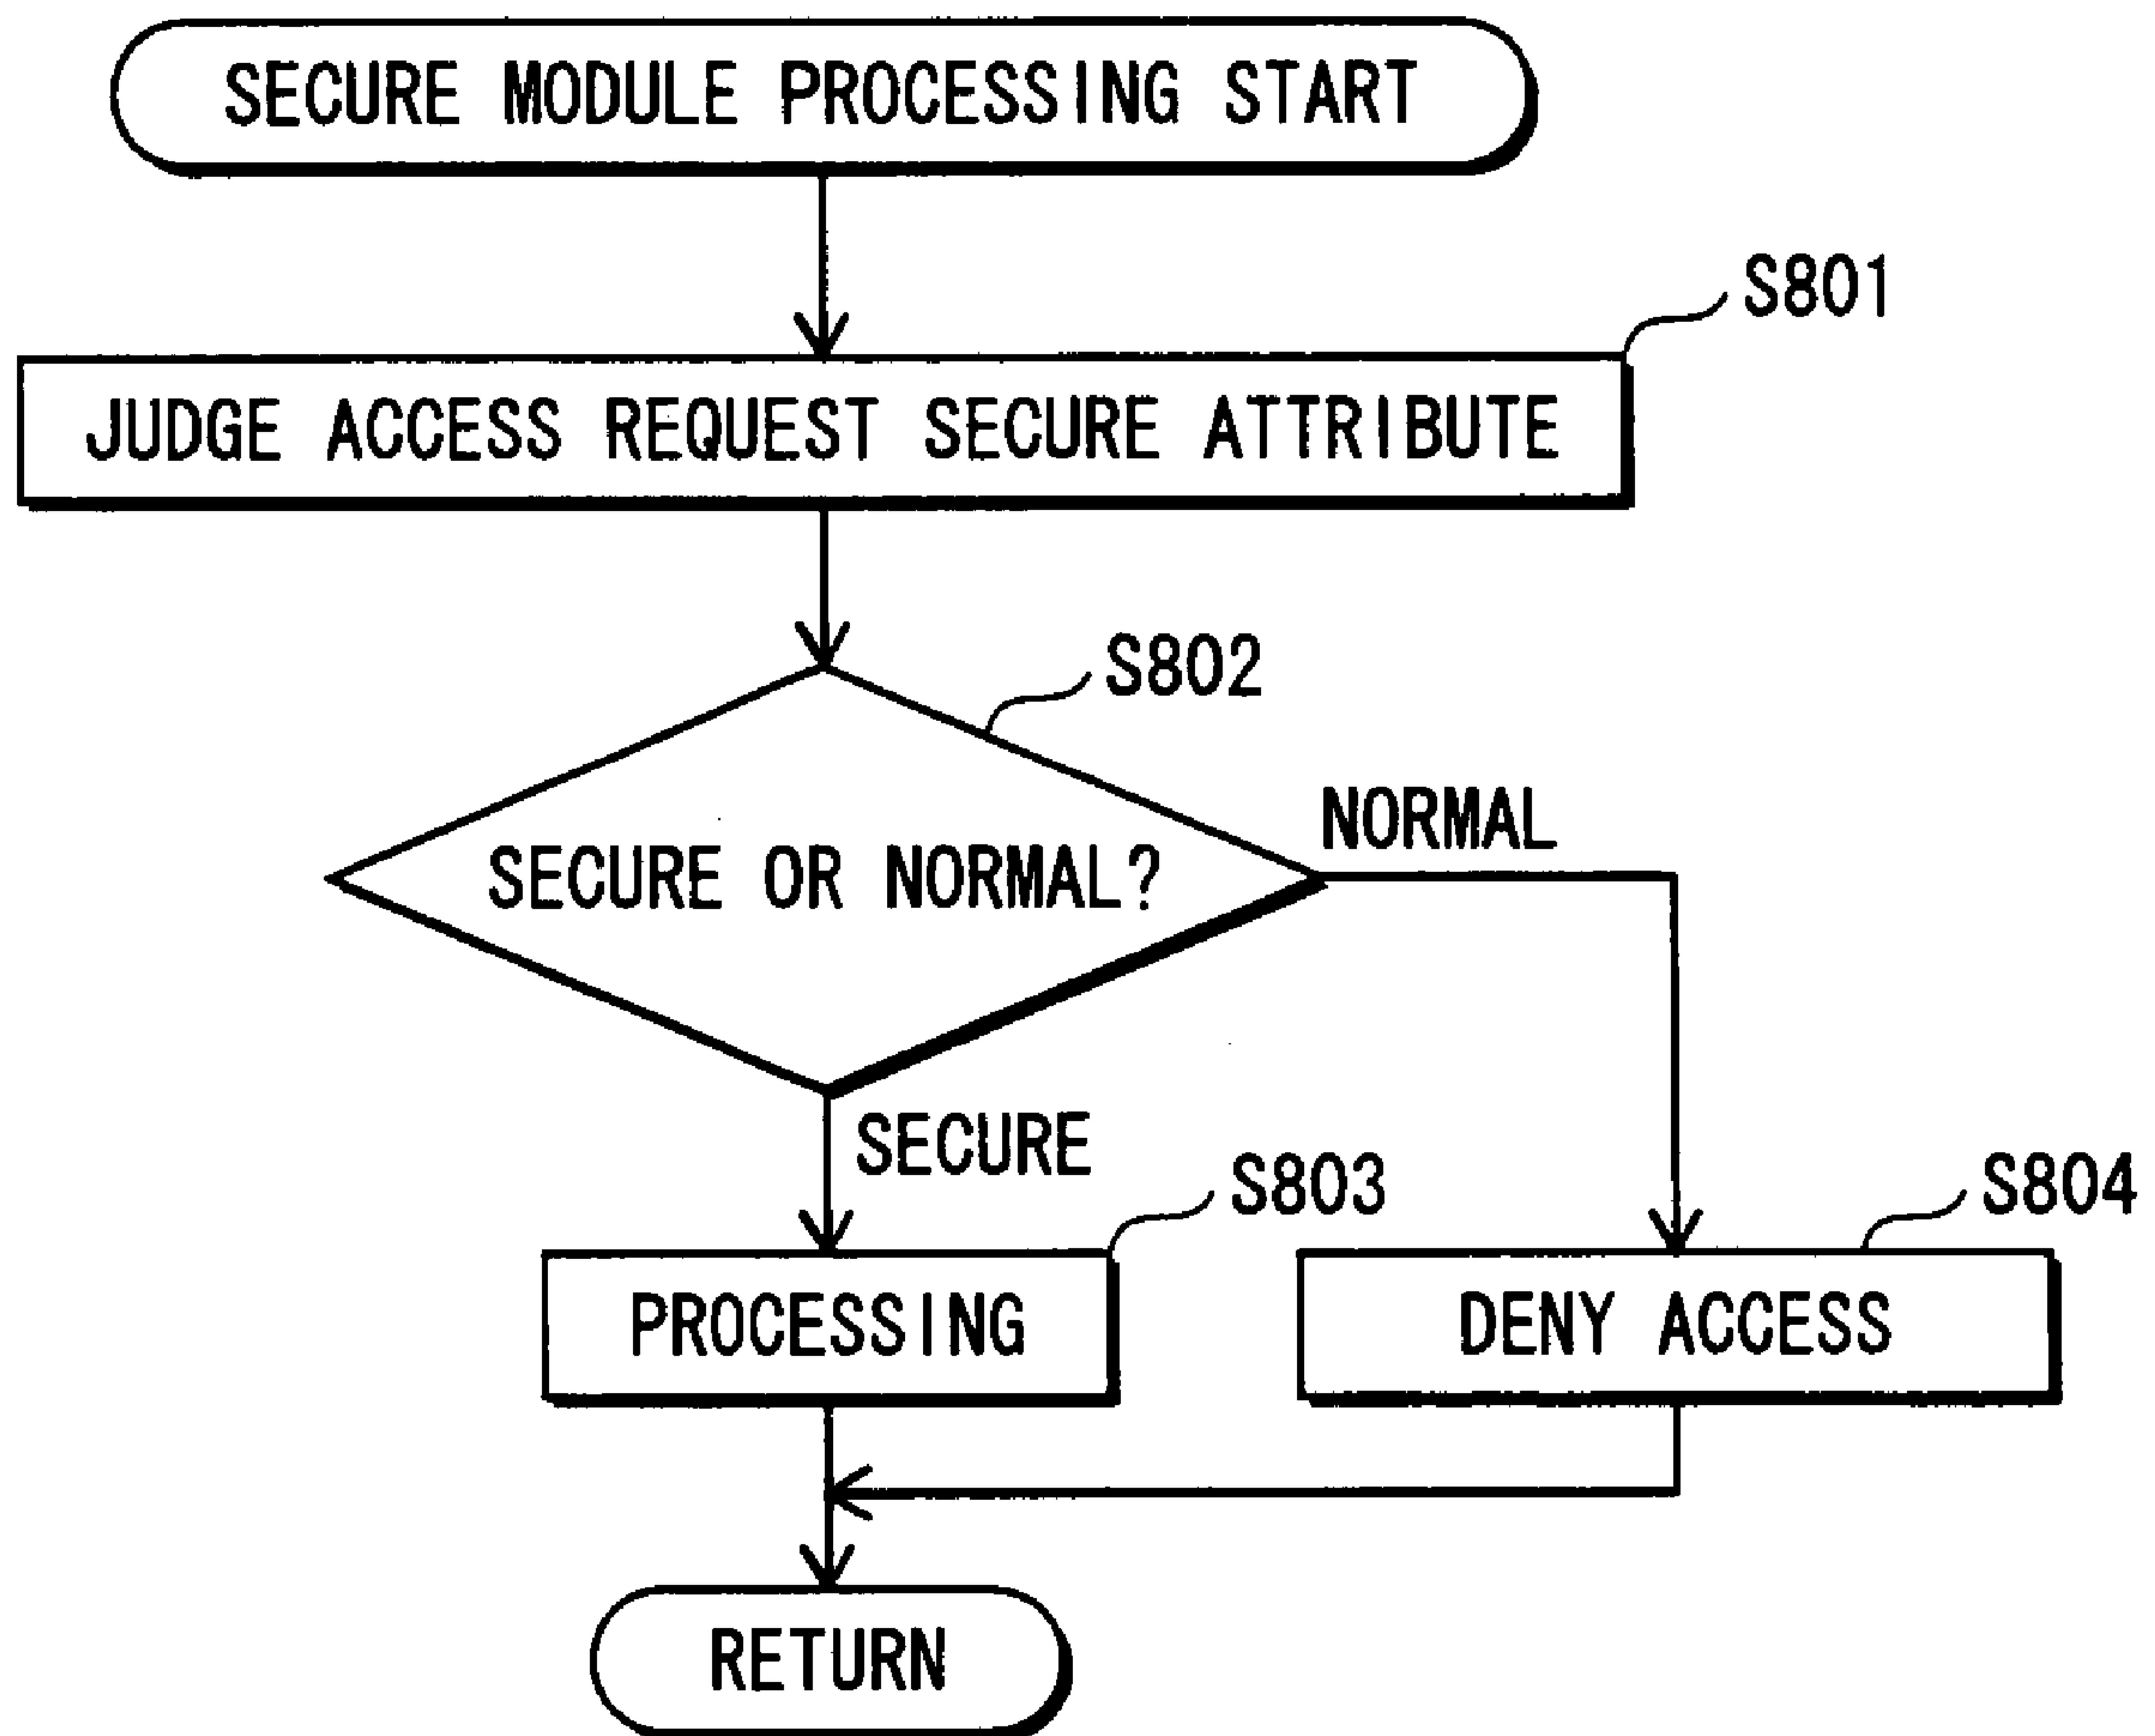 SECURE MODULE PROCESSING START
S801
JUDGE ACCESS REQUEST SECURE ATTRIBUTE
S802
SECURE OR NORMAL?
NORMAL
SECURE
S803
S804
PROCESSING
DENY ACCESS
RETURN